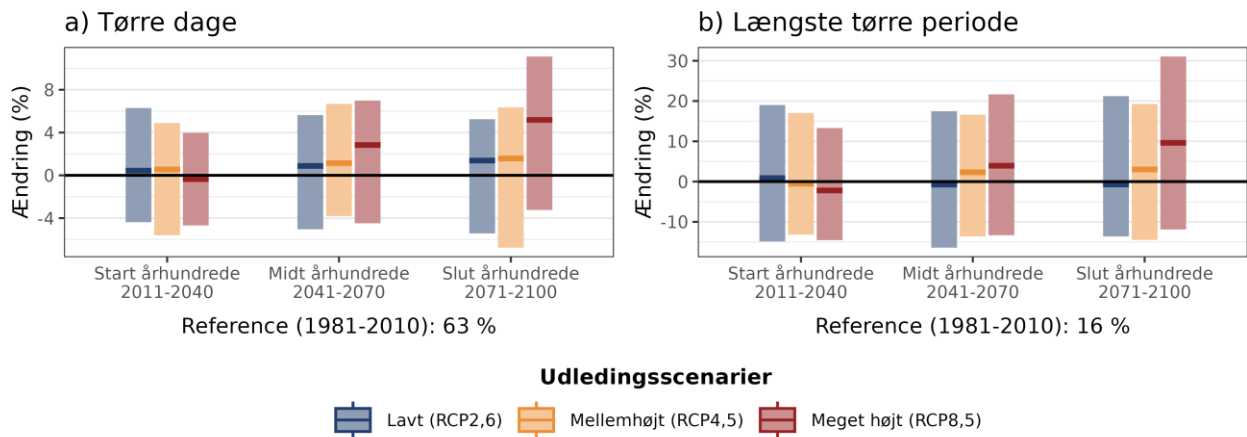 a) Tørre dage
Ændring (%)
8
4
0
-4
Start århundrede
2011-2040
Midt århundrede
2041-2070
Slut århundrede
2071-2100
Reference (1981-2010): 63 %
b) Længste tørre periode
Ændring (%)
30
20
10
0
-10
Start århundrede
2011-2040
Midt århundrede
2041-2070
Slut århundrede
2071-2100
Reference (1981-2010): 16 %
Udledingsscenarier
Lavt (RCP2,6)
Mellemhøjt (RCP4,5)
Meget højt (RCP8,5)